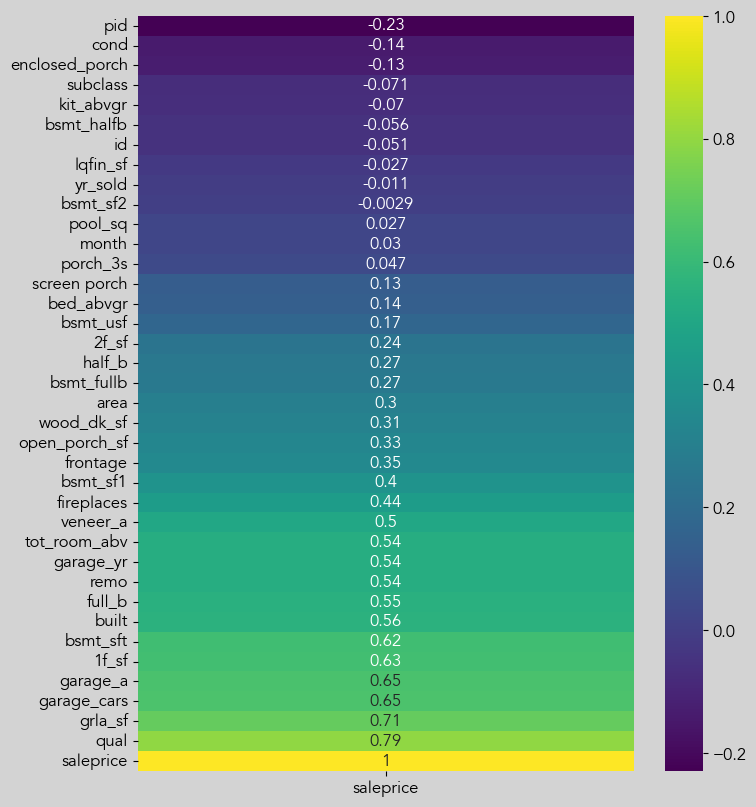 pid -0.23
cond -0.14
enclosed_porch -0.13
subclass -0.071
kit_abvgr -0.07
bsmt_halfb -0.056
id -0.051
lqfin_sf -0.027
yr_sold -0.011
bsmt_sf2 -0.0029
pool_sq 0.027
month 0.03
porch_3s 0.047
screen porch 0.13
bed_abvgr 0.14
bsmt_usf 0.17
2f_sf 0.24
half_b 0.27
bsmt_fullb 0.27
area 0.3
wood_dk_sf 0.31
open_porch_sf 0.33
frontage 0.35
bsmt_sf1 0.4
fireplaces 0.44
veneer_a 0.5
tot_room_abv 0.54
garage_yr 0.54
remo 0.54
full_b 0.55
built 0.56
bsmt_sft 0.62
1f_sf 0.63
garage_a 0.65
garage_cars 0.65
grla_sf 0.71
qual 0.79
saleprice 1
saleprice
1.0
0.8
0.6
0.4
0.2
0.0
−0.2